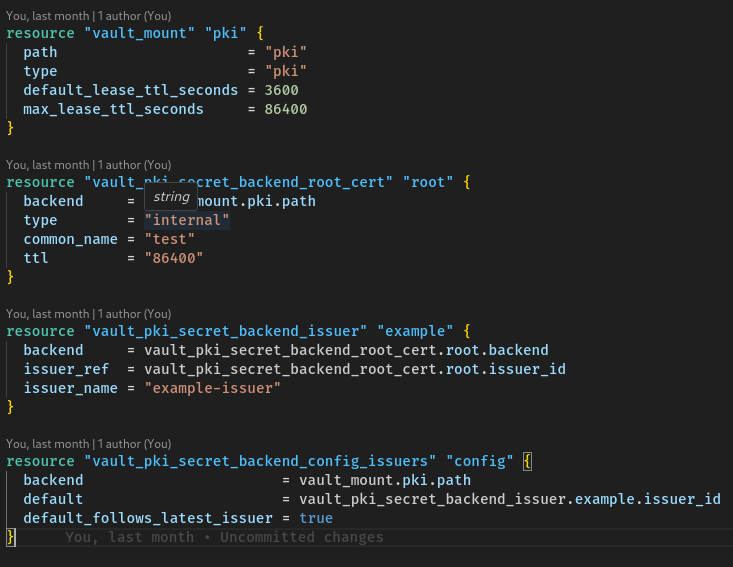 You, last month | 1 author (You)
resource "vault_mount" "pki" {
  path                      = "pki"
  type                      = "pki"
  default_lease_ttl_seconds = 3600
  max_lease_ttl_seconds     = 86400
}
You, last month | 1 author (You)
resource "vault_pki_secret_backend_root_cert" "root" {
string
  backend     = mount.pki.path
  type        = "internal"
  common_name = "test"
  ttl         = "86400"
}
You, last month | 1 author (You)
resource "vault_pki_secret_backend_issuer" "example" {
  backend     = vault_pki_secret_backend_root_cert.root.backend
  issuer_ref  = vault_pki_secret_backend_root_cert.root.issuer_id
  issuer_name = "example-issuer"
}
You, last month | 1 author (You)
resource "vault_pki_secret_backend_config_issuers" "config" {
  backend                       = vault_mount.pki.path
  default                       = vault_pki_secret_backend_issuer.example.issuer_id
  default_follows_latest_issuer = true
}      You, last month • Uncommitted changes